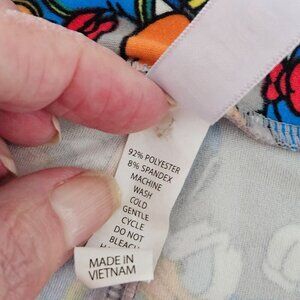 92% POLYESTER
8% SPANDEX
MACHINE
WASH
COLD
GENTLE
CYCLE
DO NOT
BLEACH
MADE IN
VIETNAM